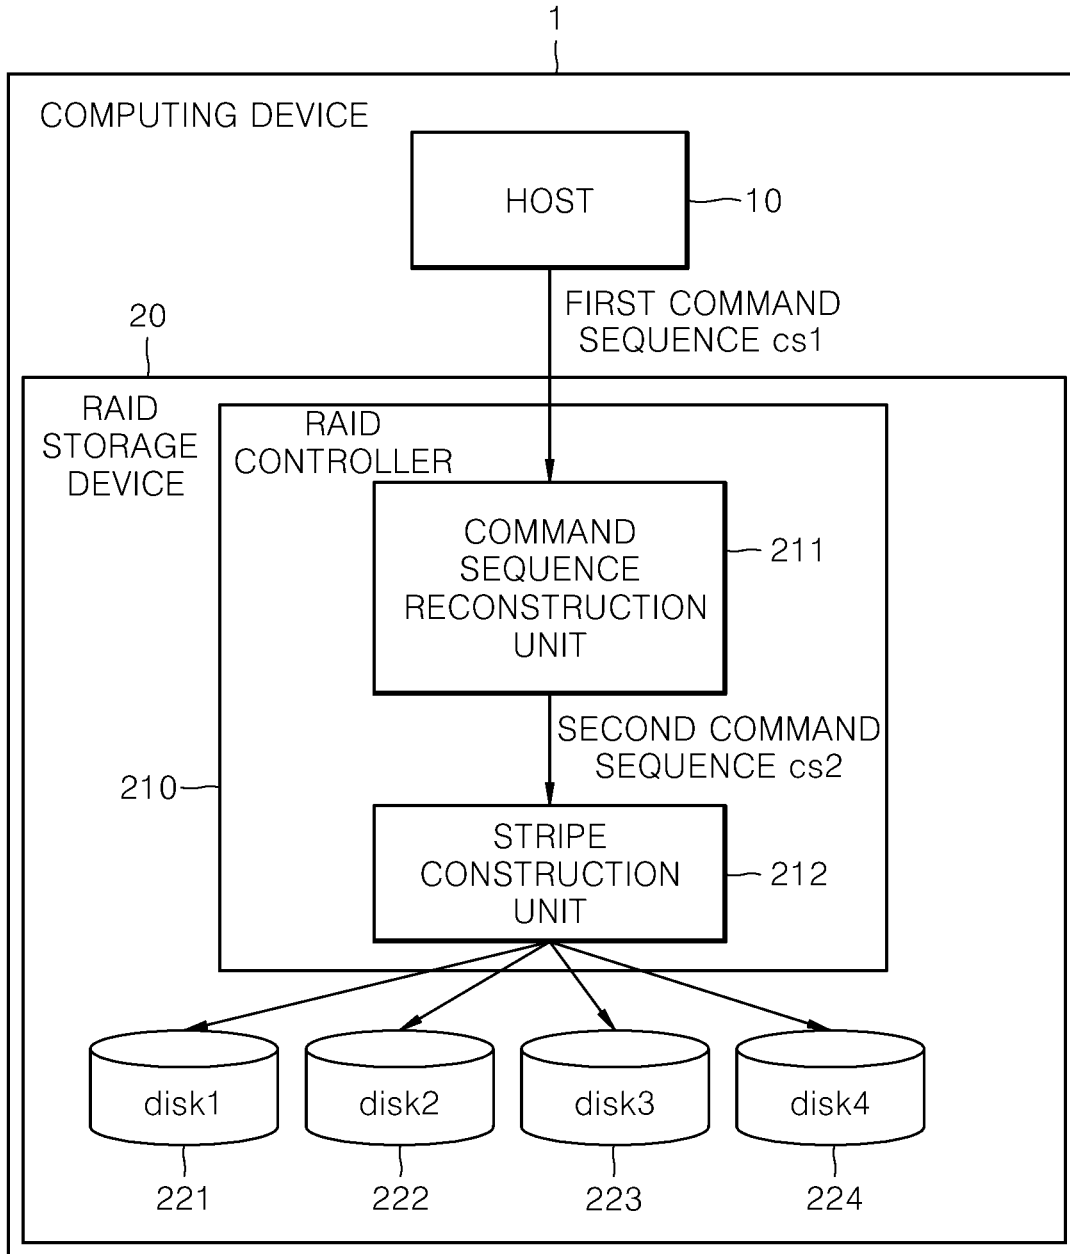 1
COMPUTING DEVICE
HOST
10
FIRST COMMAND
SEQUENCE cs1
20
RAID
STORAGE
DEVICE
RAID
CONTROLLER
COMMAND
SEQUENCE
RECONSTRUCTION
UNIT
211
SECOND COMMAND
SEQUENCE cs2
210
STRIPE
CONSTRUCTION
UNIT
212
disk1
disk2
disk3
disk4
221
222
223
224